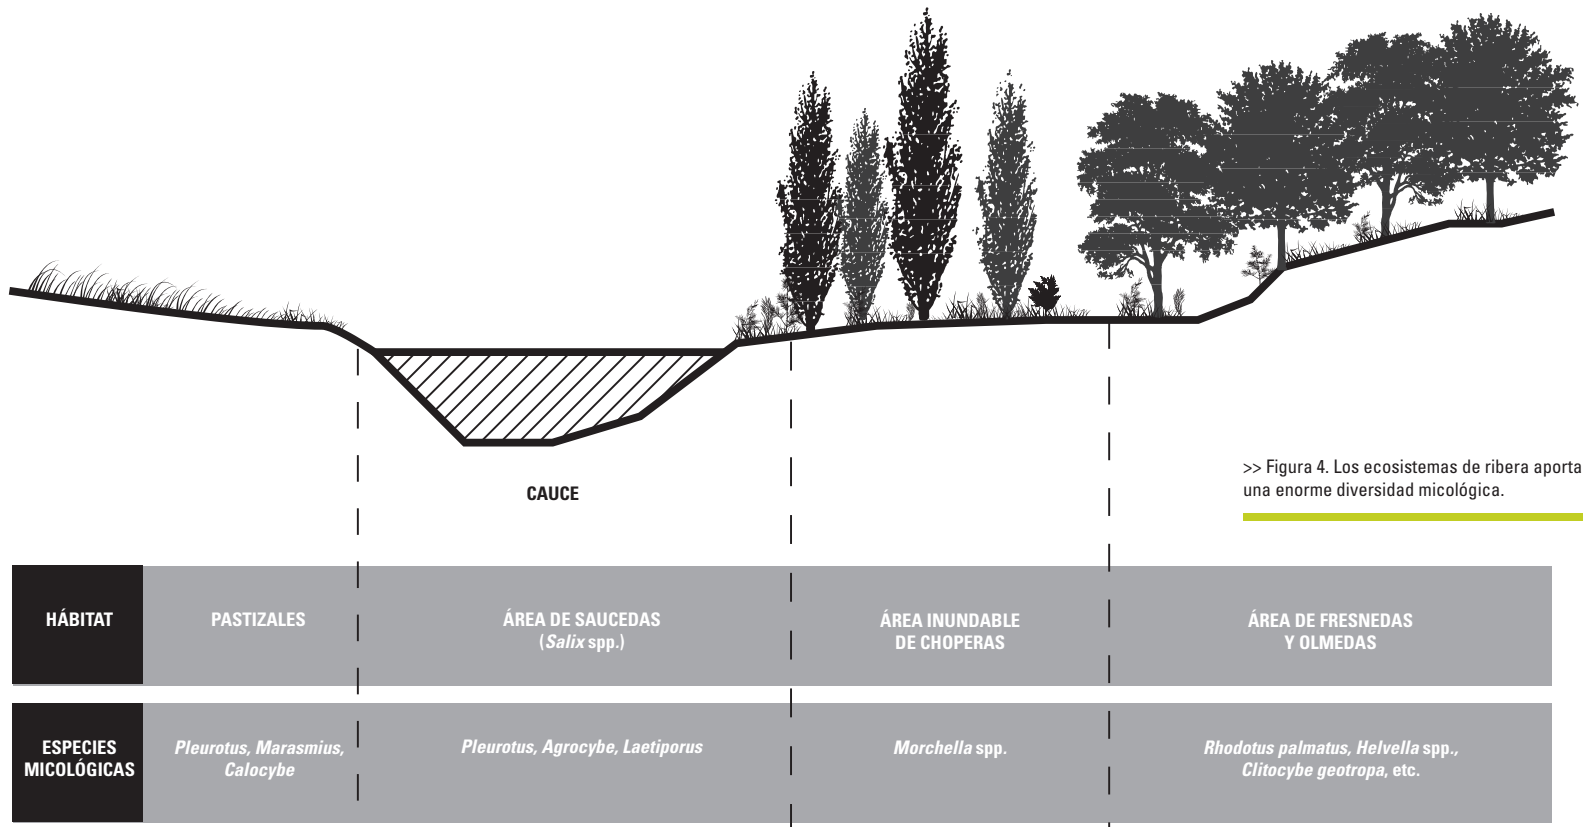 CAUCE
>> Figura 4. Los ecosistemas de ribera aporta
una enorme diversidad micológica.
HÁBITAT
PASTIZALES
ÁREA DE SAUCEDAS
(Salix spp.)
ÁREA INUNDABLE
DE CHOPERAS
ÁREA DE FRESNEDAS
Y OLMEDAS
ESPECIES
MICOLÓGICAS
Pleurotus, Marasmius,
Calocybe
Pleurotus, Agrocybe, Laetiporus
Morchella spp.
Rhodotus palmatus, Helvella spp.,
Clitocybe geotropa, etc.